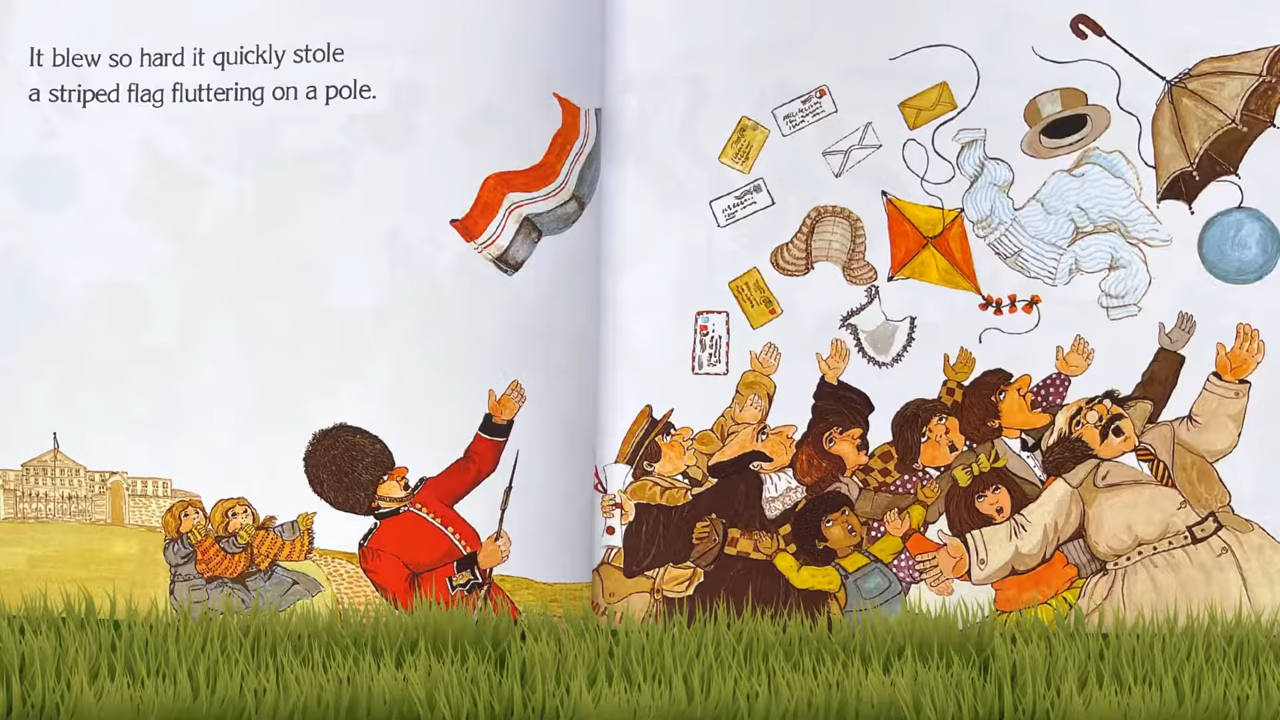 It blew so hard it quickly stole
a striped flag fluttering on a pole.